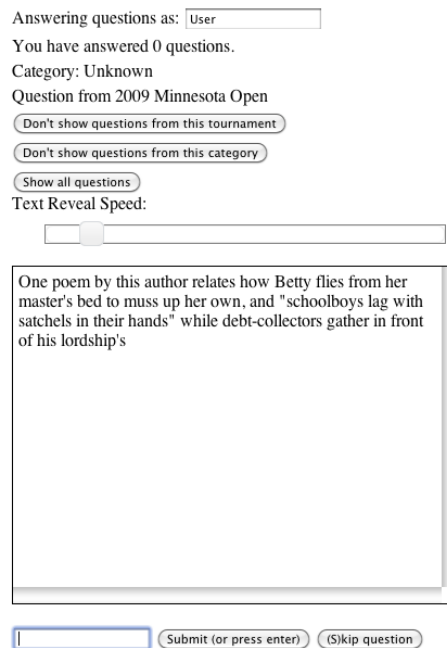 Answering questions as: User
You have answered 0 questions.
Category: Unknown
Question from 2009 Minnesota Open
Don't show questions from this tournament
Don't show questions from this category
Show all questions
Text Reveal Speed:
One poem by this author relates how Betty flies from her
master's bed to muss up her own, and "schoolboys lag with
satchels in their hands" while debt-collectors gather in front
of his lordship's
Submit (or press enter) (S)kip question